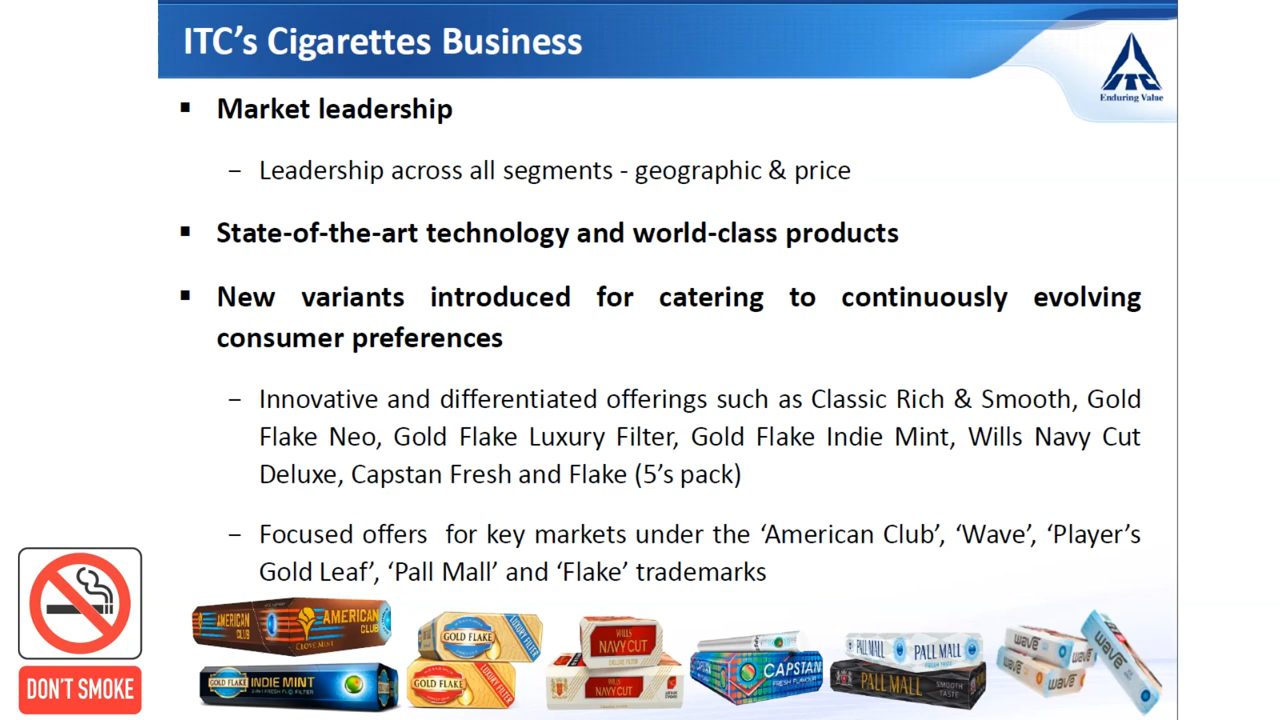 ITC's Cigarettes Business
ITC
Enduring Value
▪ Market leadership
– Leadership across all segments - geographic & price
▪ State-of-the-art technology and world-class products
▪ New variants introduced for catering to continuously evolving
consumer preferences
– Innovative and differentiated offerings such as Classic Rich & Smooth, Gold
Flake Neo, Gold Flake Luxury Filter, Gold Flake Indie Mint, Wills Navy Cut
Deluxe, Capstan Fresh and Flake (5's pack)
– Focused offers for key markets under the 'American Club', 'Wave', 'Player's
Gold Leaf', 'Pall Mall' and 'Flake' trademarks
DON'T SMOKE
AMERICAN
CLUB
AMERICAN
CLUB
CLOVE MINT
GOLD FLAKE
INDIE MINT
GOLD FLAKE
LUXURY FILTER
GOLD FLAKE
LUXURY FILTER
WILLS
NAVY CUT
WILLS
NAVY CUT
CAPSTAN
FRESH FLAVOUR
PALL MALL
PALL MALL
PALL MALL
SMOOTH
TASTE
wave
wave
wave
wave